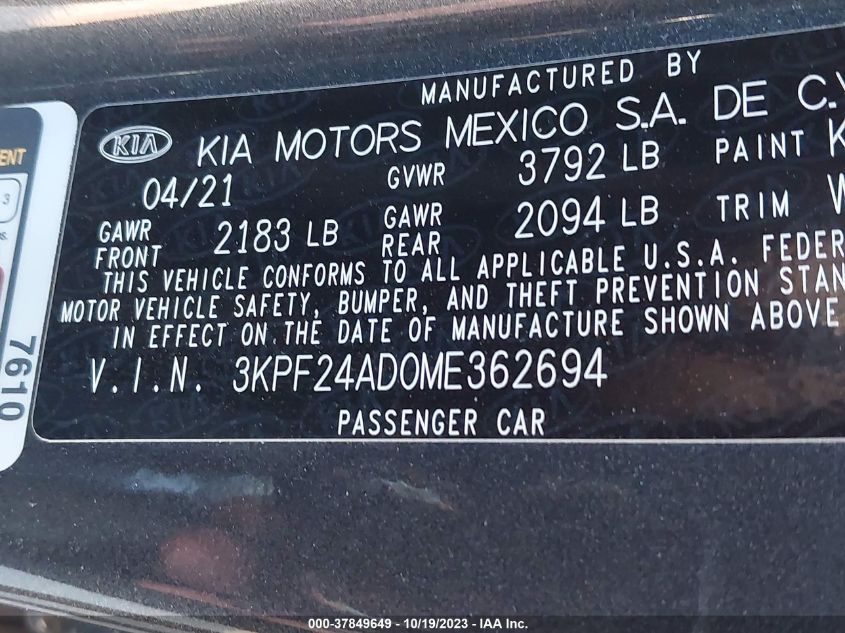 MANUFACTURED BY
KIA KIA MOTORS MEXICO S.A. DE C.V
04/21 GVWR 3792 LB PAINT K
GAWR FRONT 2183 LB GAWR REAR 2094 LB TRIM W
THIS VEHICLE CONFORMS TO ALL APPLICABLE U.S.A. FEDER
MOTOR VEHICLE SAFETY, BUMPER, AND THEFT PREVENTION STAN
IN EFFECT ON THE DATE OF MANUFACTURE SHOWN ABOVE
V.I.N. 3KPF24AD0ME362694
PASSENGER CAR
ENT
3
s.
7610
000-37849649 - 10/19/2023 - IAA Inc.